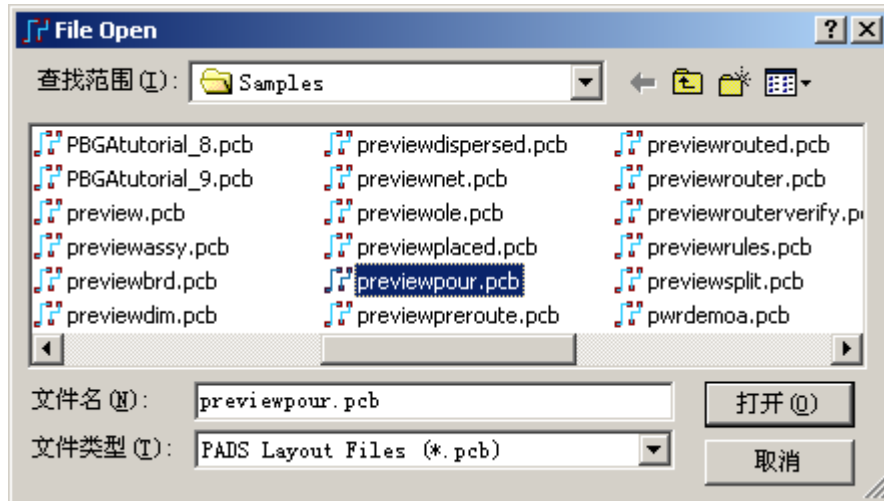 File Open
查找范围(I): Samples
PBGAtutorial_8.pcb previewdispersed.pcb previewrouted.pcb
PBGAtutorial_9.pcb previewnet.pcb previewrouter.pcb
preview.pcb previewole.pcb previewrouterverify.p
previewassy.pcb previewplaced.pcb previewrules.pcb
previewbrd.pcb previewpour.pcb previewsplit.pcb
previewdim.pcb previewpreroute.pcb pwrdemoa.pcb
文件名(N): previewpour.pcb 打开(O)
文件类型(T): PADS Layout Files (*.pcb) 取消